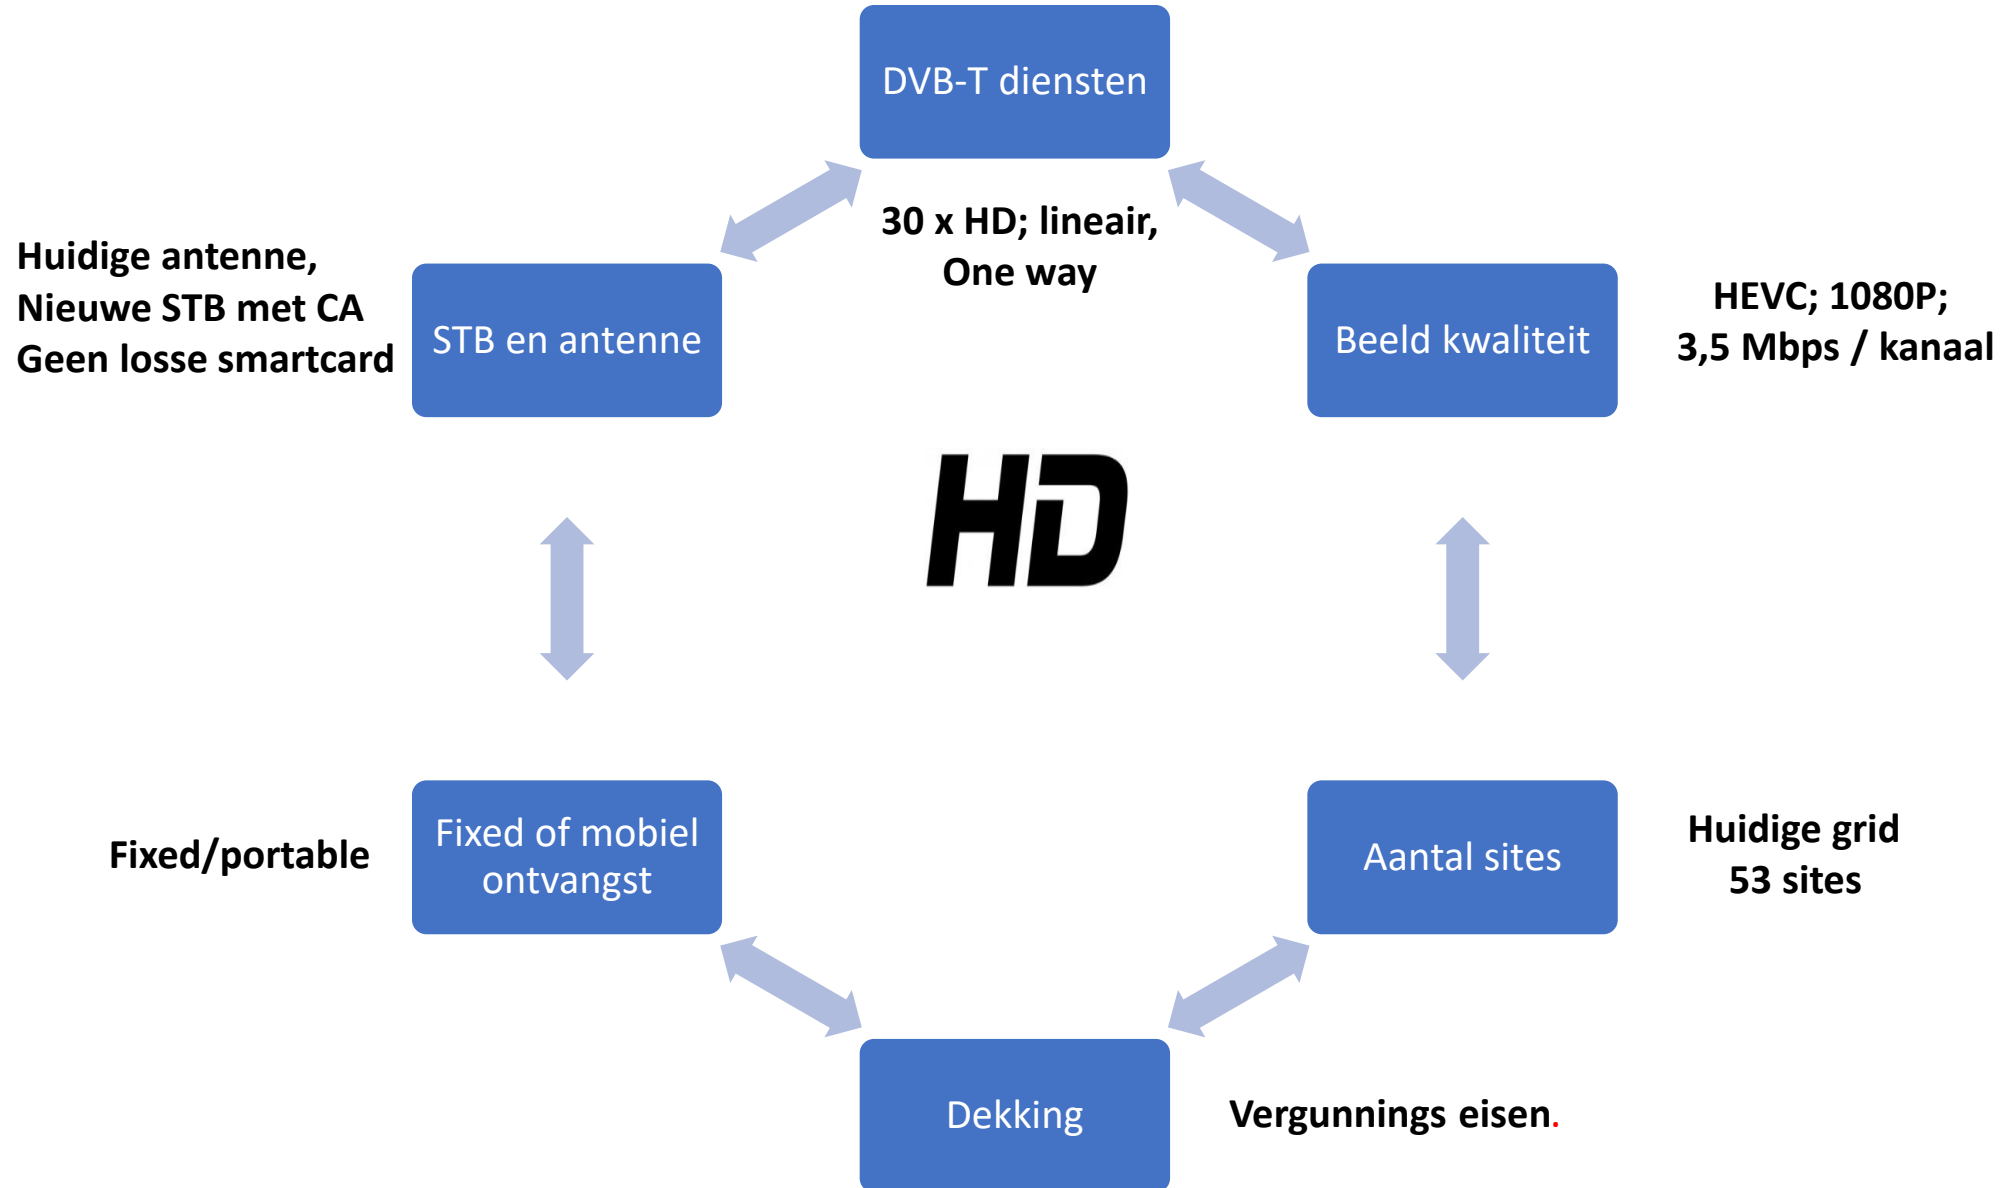 DVB-T diensten
30 x HD; lineair,
One way
Huidige antenne,
Nieuwe STB met CA
Geen losse smartcard
STB en antenne
Beeld kwaliteit
HEVC; 1080P;
3,5 Mbps / kanaal
HD
Fixed/portable
Fixed of mobiel
ontvangst
Aantal sites
Huidige grid
53 sites
Dekking
Vergunnings eisen.